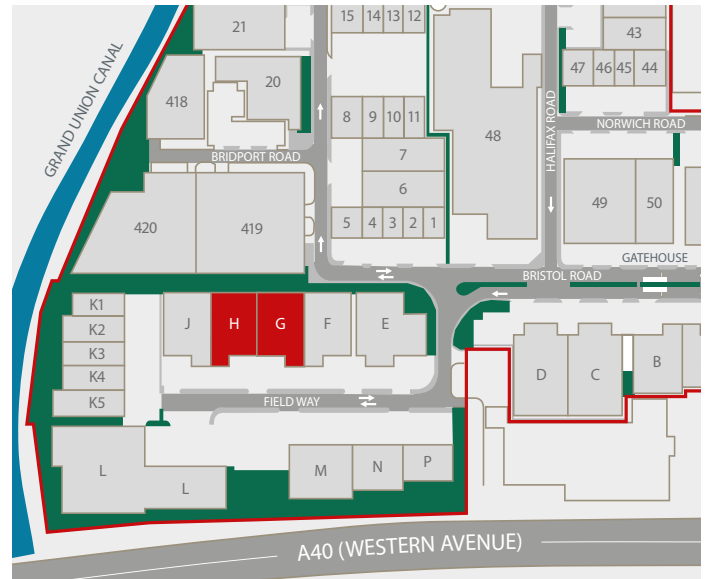 21
15 14 13 12
43
47 46 45 44
20
418
8 9 10 11
48
GRAND UNION CANAL
HALIFAX ROAD
NORWICH ROAD
BRIDPORT ROAD
7
6
420
419
5 4 3 2 1
49 50
GATEHOUSE
BRISTOL ROAD
K1
K2
K3
K4
K5
J H G F E
D C B
FIELD WAY
L
L
M N P
A40 (WESTERN AVENUE)